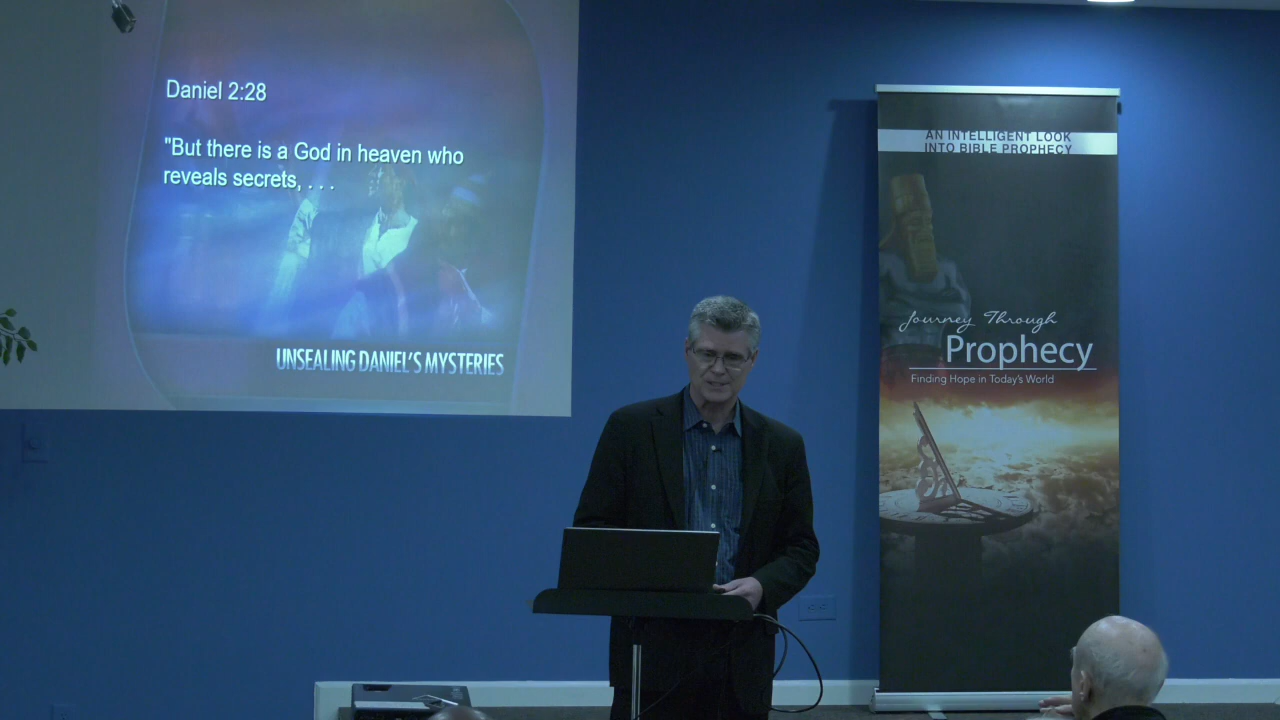 Daniel 2:28
"But there is a God in heaven who
reveals secrets, . . .
UNSEALING DANIEL'S MYSTERIES
AN INTELLIGENT LOOK
INTO BIBLE PROPHECY
Journey Through
Prophecy
Finding Hope in Today's World